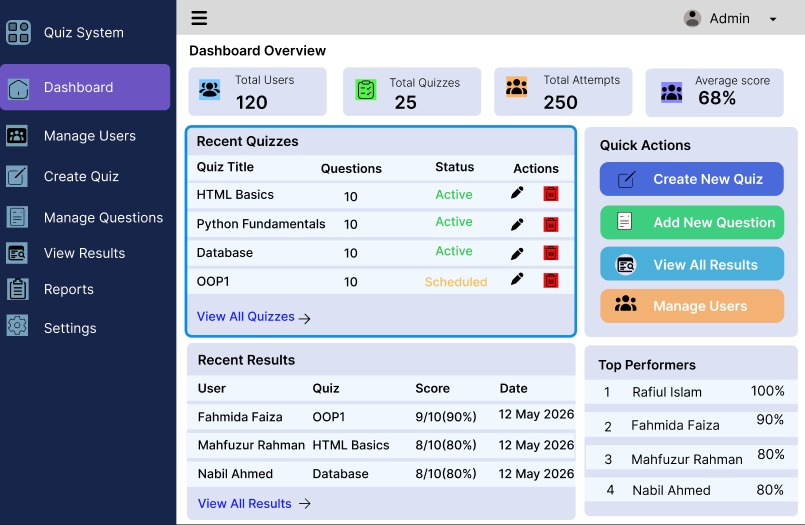 Quiz System
Dashboard
Manage Users
Create Quiz
Manage Questions
View Results
Reports
Settings
Admin
Dashboard Overview
Total Users
120
Total Quizzes
25
Total Attempts
250
Average score
68%
Recent Quizzes
Quiz Title Questions Status Actions
HTML Basics 10 Active
Python Fundamentals 10 Active
Database 10 Active
OOP1 10 Scheduled
View All Quizzes →
Quick Actions
Create New Quiz
Add New Question
View All Results
Manage Users
Recent Results
User Quiz Score Date
Fahmida Faiza OOP1 9/10(90%) 12 May 2026
Mahfuzur Rahman HTML Basics 8/10(80%) 12 May 2026
Nabil Ahmed Database 8/10(80%) 12 May 2026
View All Results →
Top Performers
1 Rafiul Islam 100%
2 Fahmida Faiza 90%
3 Mahfuzur Rahman 80%
4 Nabil Ahmed 80%